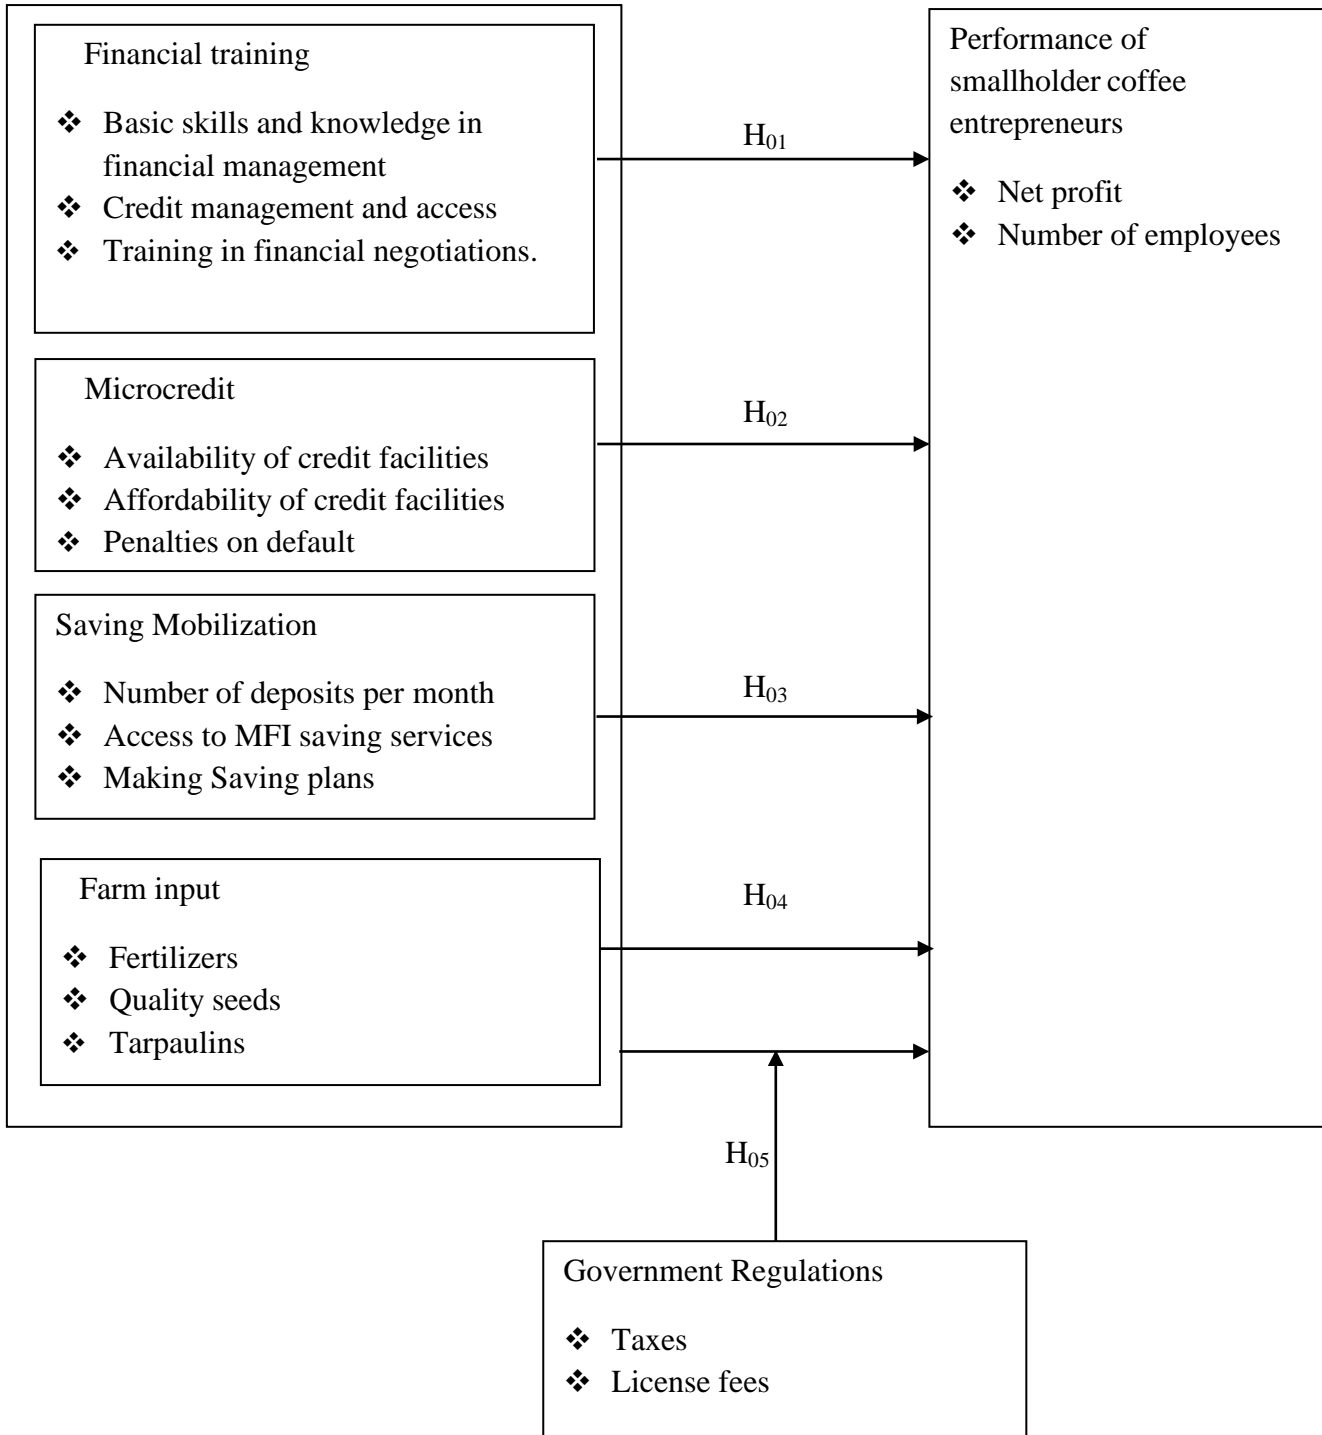 Financial training
❖ Basic skills and knowledge in
financial management
❖ Credit management and access
❖ Training in financial negotiations.
H01
Performance of
smallholder coffee
entrepreneurs
❖ Net profit
❖ Number of employees
Microcredit
❖ Availability of credit facilities
❖ Affordability of credit facilities
❖ Penalties on default
H02
Saving Mobilization
❖ Number of deposits per month
❖ Access to MFI saving services
❖ Making Saving plans
H03
Farm input
❖ Fertilizers
❖ Quality seeds
❖ Tarpaulins
H04
H05
Government Regulations
❖ Taxes
❖ License fees